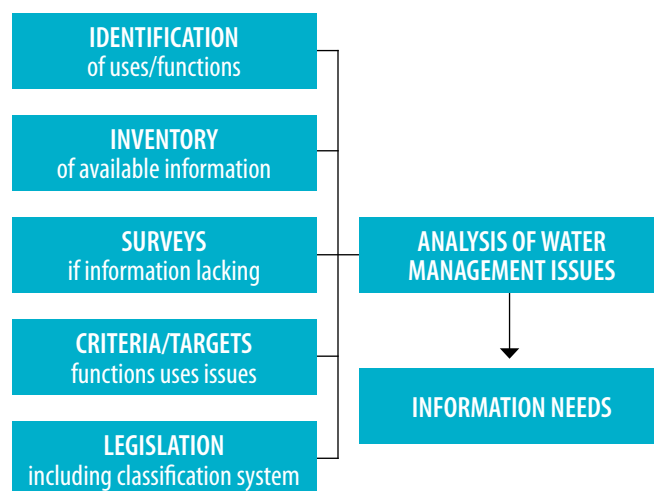 IDENTIFICATION
of uses/functions
INVENTORY
of available information
SURVEYS
if information lacking
CRITERIA/TARGETS
functions uses issues
LEGISLATION
including classification system
ANALYSIS OF WATER
MANAGEMENT ISSUES
INFORMATION NEEDS